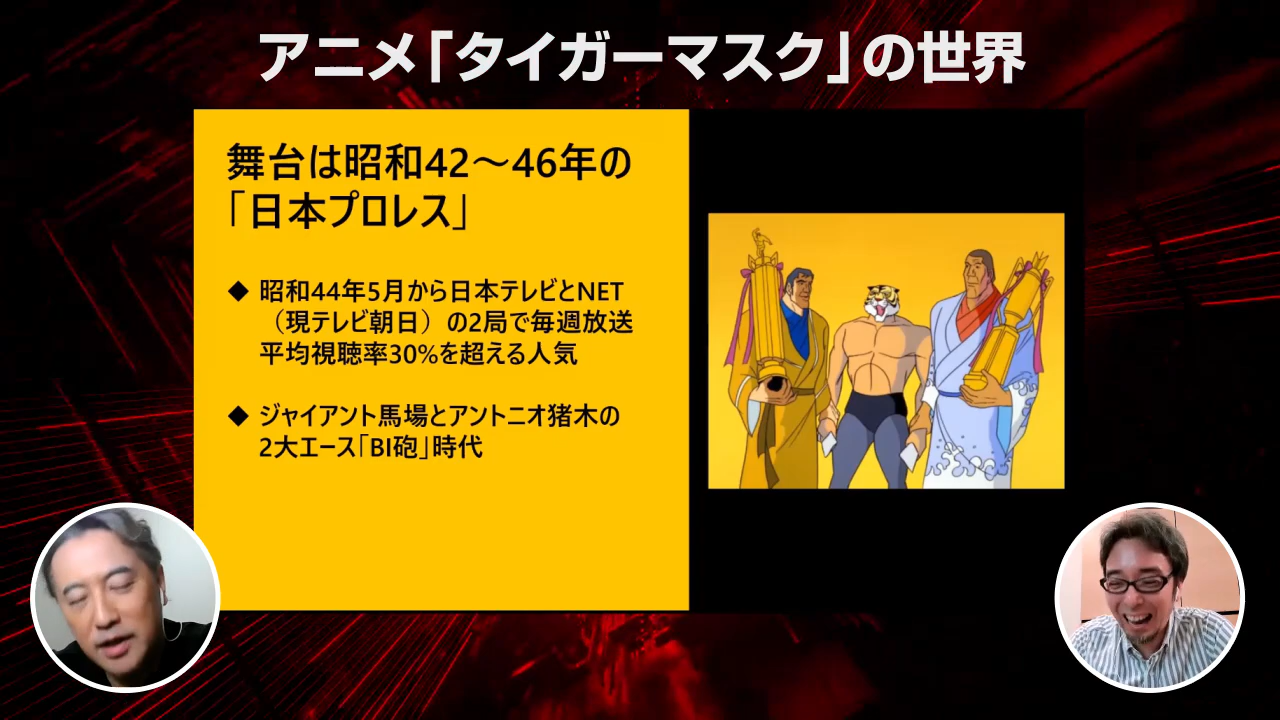 アニメ「タイガーマスク」の世界
舞台は昭和42～46年の
「日本プロレス」
◆ 昭和44年5月から日本テレビとNET
（現テレビ朝日）の2局で毎週放送
平均視聴率30%を超える人気
◆ ジャイアント馬場とアントニオ猪木の
2大エース「BI砲」時代